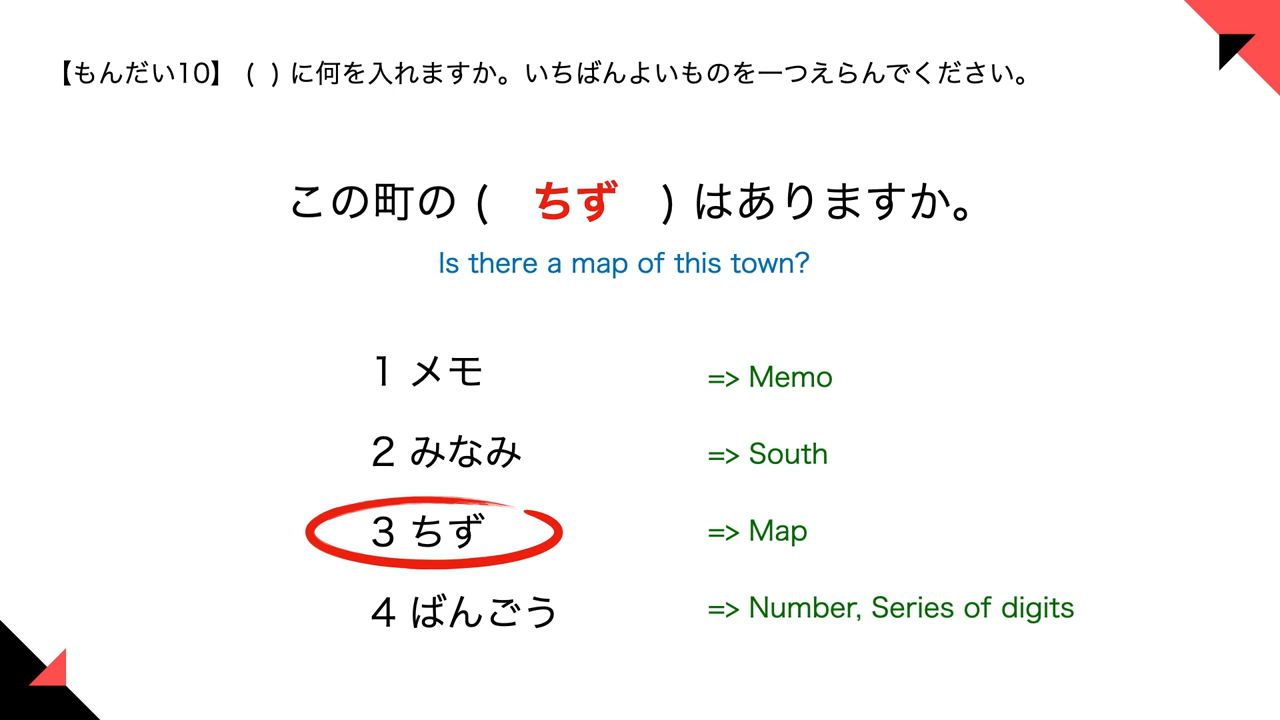 【もんだい10】 ( ) に何を入れますか。いちばんよいものを一つえらんでください。
この町の ( ちず ) はありますか。
Is there a map of this town?
1 メモ => Memo
2 みなみ => South
3 ちず => Map
4 ばんごう => Number, Series of digits